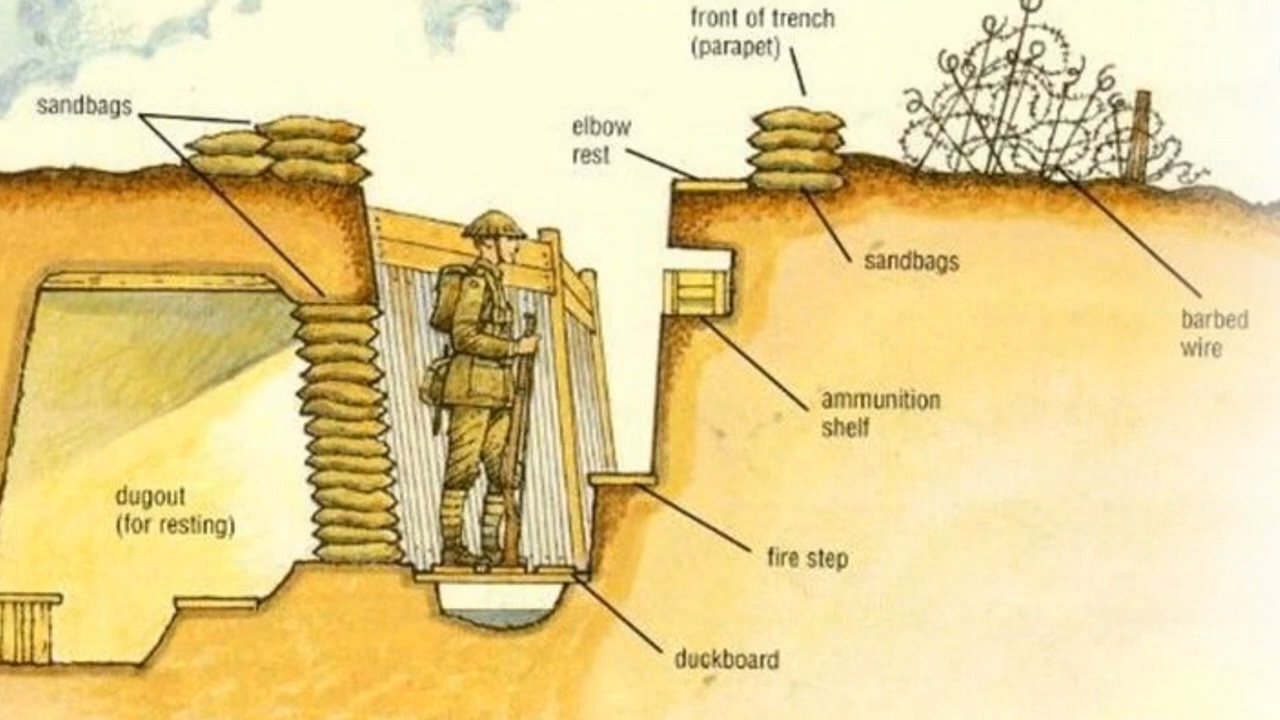 front of trench
(parapet)
sandbags
elbow
rest
sandbags
barbed
wire
ammunition
shelf
dugout
(for resting)
fire step
duckboard